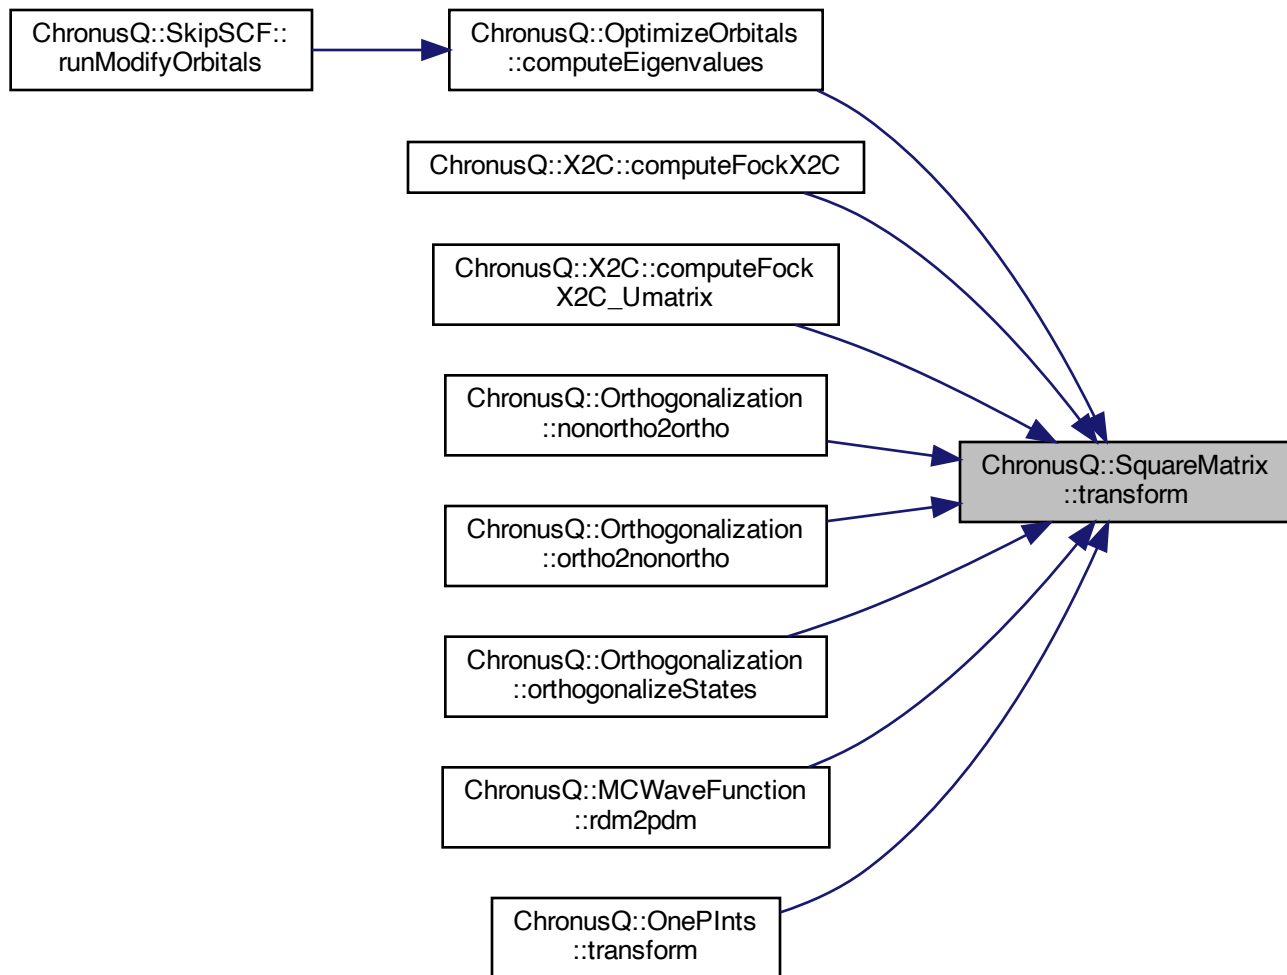 ChronusQ::SkipSCF::
runModifyOrbitals
ChronusQ::OptimizeOrbitals
::computeEigenvalues
ChronusQ::X2C::computeFockX2C
ChronusQ::X2C::computeFock
X2C_Umatrix
ChronusQ::Orthogonalization
::nonortho2ortho
ChronusQ::SquareMatrix
::transform
ChronusQ::Orthogonalization
::ortho2nonortho
ChronusQ::Orthogonalization
::orthogonalizeStates
ChronusQ::MCWaveFunction
::rdm2pdm
ChronusQ::OnePInts
::transform